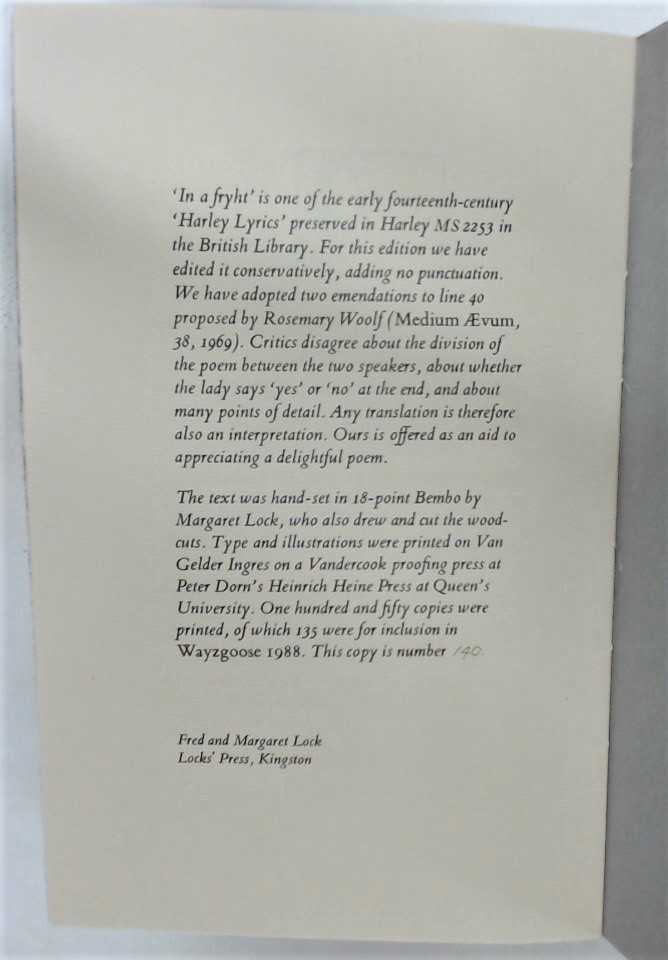 ‘In a fryht’ is one of the early fourteenth-century
‘Harley Lyrics’ preserved in Harley MS 2253 in
the British Library. For this edition we have
edited it conservatively, adding no punctuation.
We have adopted two emendations to line 40
proposed by Rosemary Woolf (Medium Ævum,
38, 1969). Critics disagree about the division of
the poem between the two speakers, about whether
the lady says ‘yes’ or ‘no’ at the end, and about
many points of detail. Any translation is therefore
also an interpretation. Ours is offered as an aid to
appreciating a delightful poem.
The text was hand-set in 18-point Bembo by
Margaret Lock, who also drew and cut the wood-
cuts. Type and illustrations were printed on Van
Gelder Ingres on a Vandercook proofing press at
Peter Dorn’s Heinrich Heine Press at Queen’s
University. One hundred and fifty copies were
printed, of which 135 were for inclusion in
Wayzgoose 1988. This copy is number 140.
Fred and Margaret Lock
Locks’ Press, Kingston